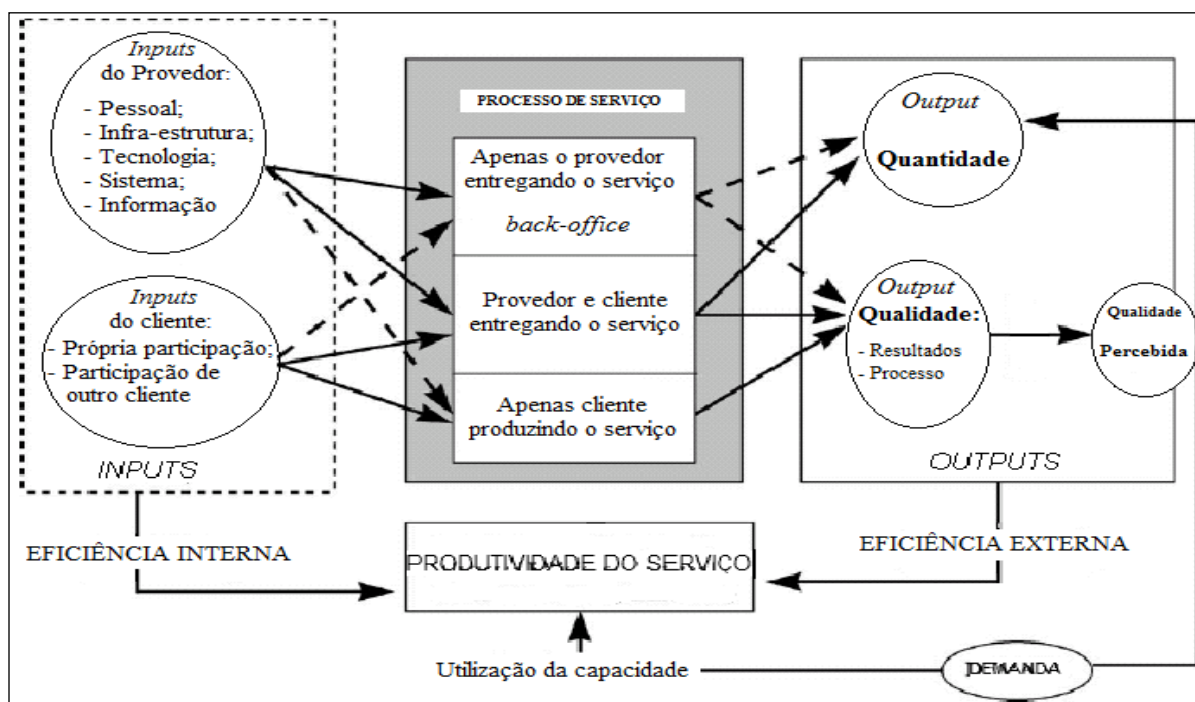 Inputs
do Provedor:
- Pessoal;
- Infra-estrutura;
- Tecnologia;
- Sistema;
- Informação
Inputs
do cliente:
- Própria participação;
- Participação de
outro cliente
INPUTS
PROCESSO DE SERVIÇO
Apenas o provedor
entregando o serviço
back-office
Provedor e cliente
entregando o serviço
Apenas cliente
produzindo o serviço
Output
Quantidade
Output
Qualidade:
- Resultados
- Processo
Qualidade
Percebida
OUTPUTS
EFICIÊNCIA INTERNA
PRODUTIVIDADE DO SERVIÇO
EFICIÊNCIA EXTERNA
Utilização da capacidade
DEMANDA